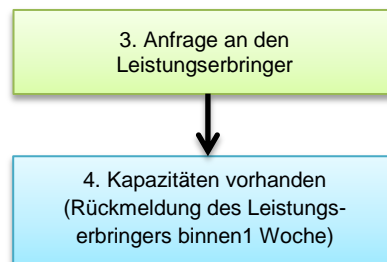 3. Anfrage an den
Leistungserbringer
4. Kapazitäten vorhanden
(Rückmeldung des Leistungs-
erbringers binnen1 Woche)